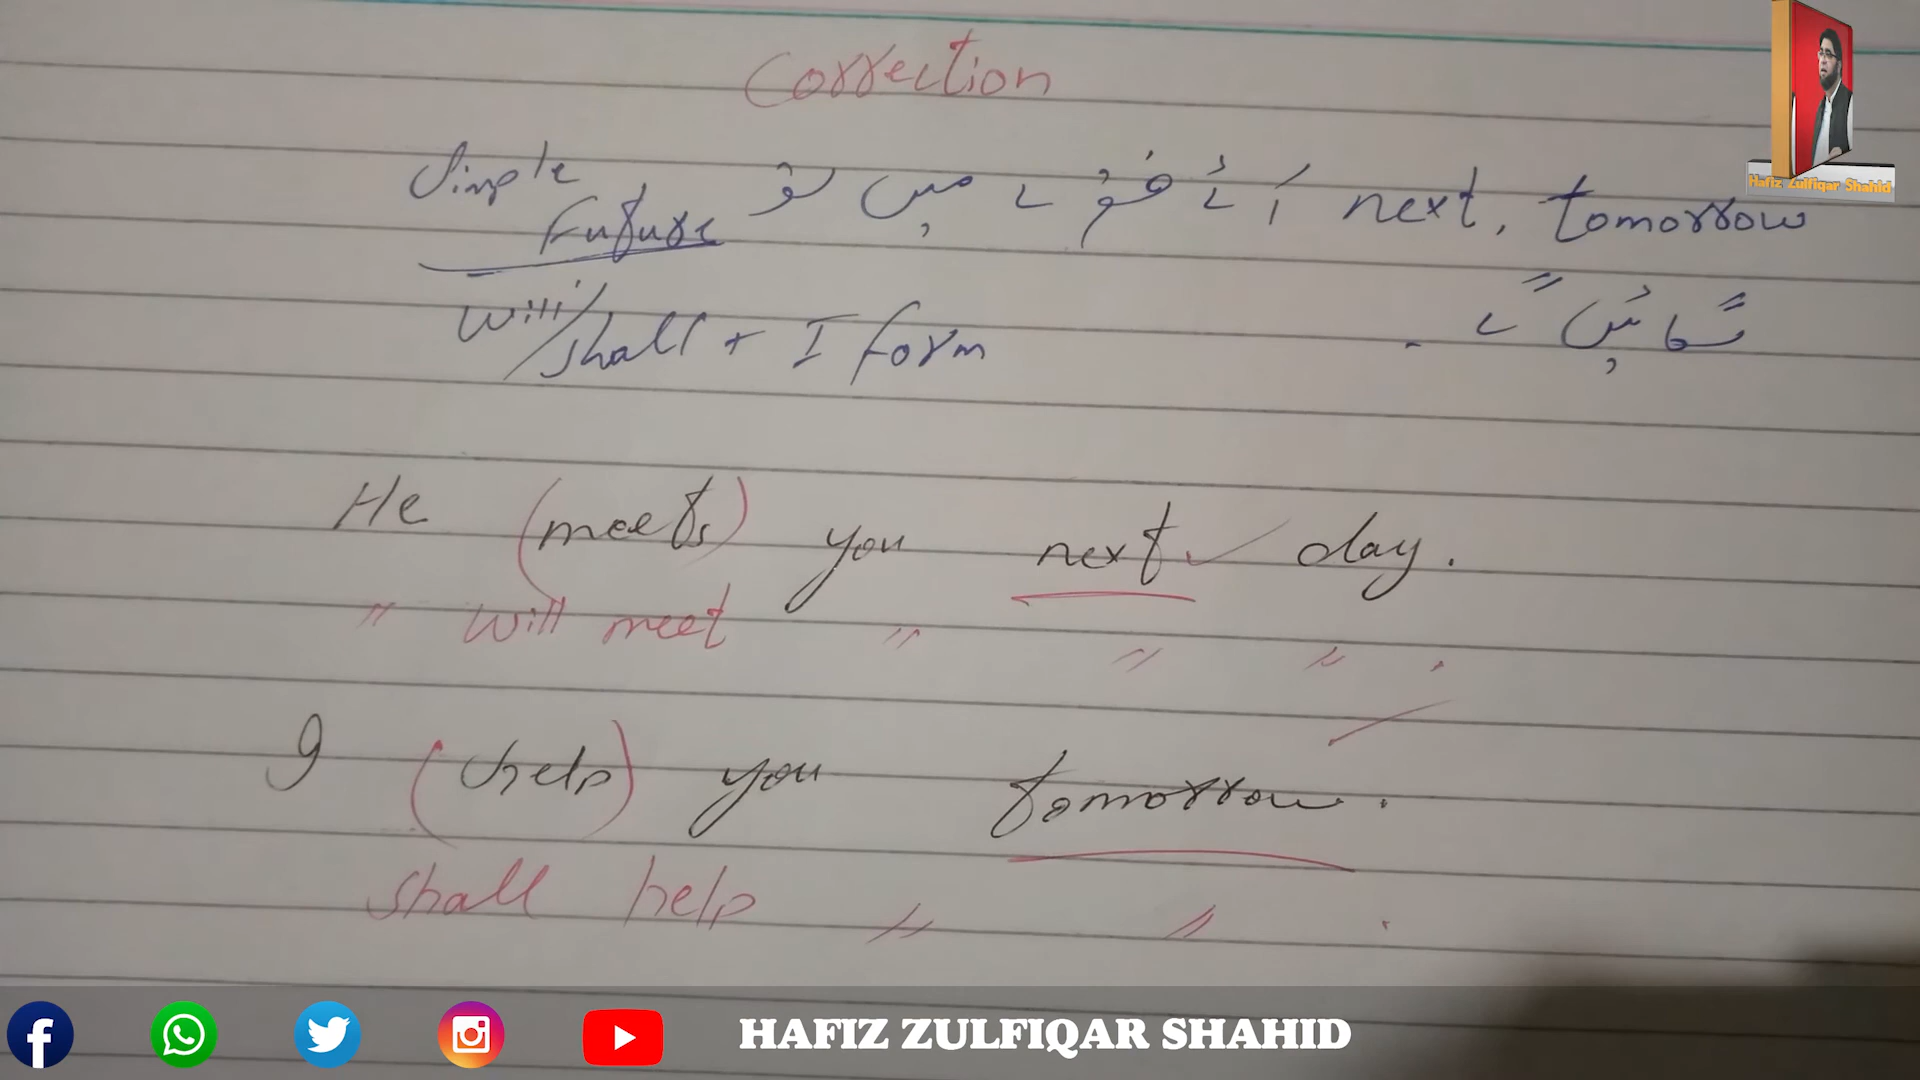 Correction
اگر فقرے میں next, tomorrow تو Simple Future
will/shall + I form
He (meets) you next ✓ day.
" will meet " " " .
I (help) you tomorrow.
shall help " " .
Hafiz Zulfiqar Shahid
HAFIZ ZULFIQAR SHAHID